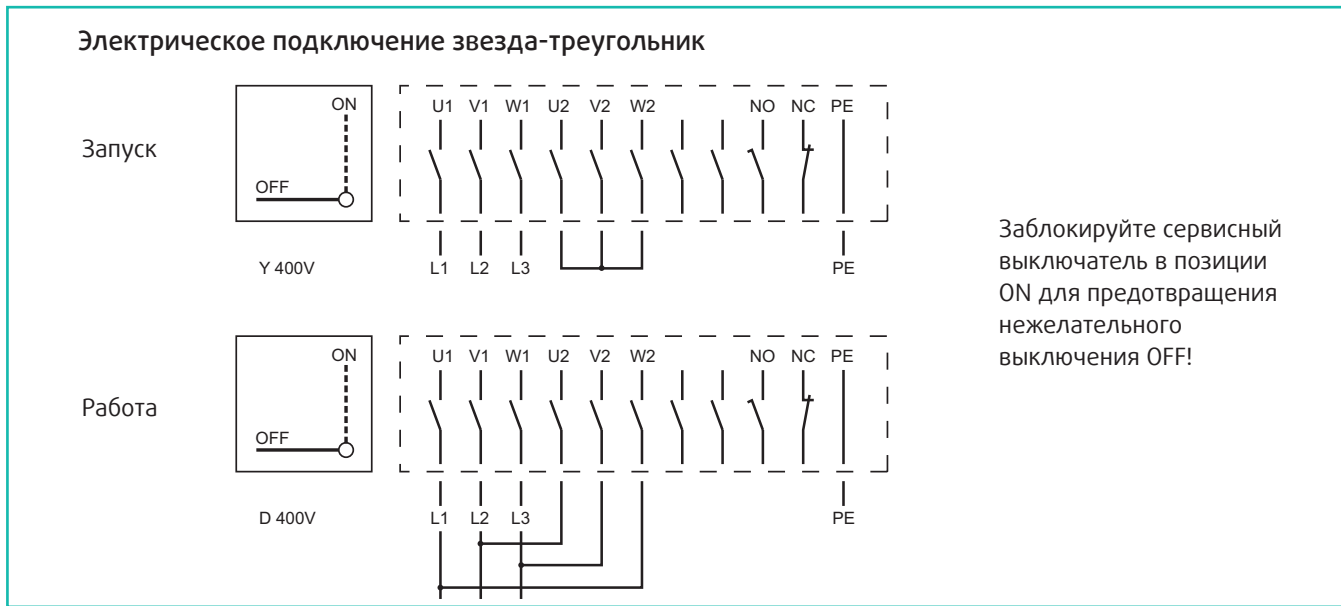 Электрическое подключение звезда-треугольник
Запуск
ON
OFF
Y 400V
U1 V1 W1 U2 V2 W2 NO NC PE
L1 L2 L3 PE
Заблокируйте сервисный
выключатель в позиции
ON для предотвращения
нежелательного
выключения OFF!
Работа
ON
OFF
D 400V
U1 V1 W1 U2 V2 W2 NO NC PE
L1 L2 L3 PE